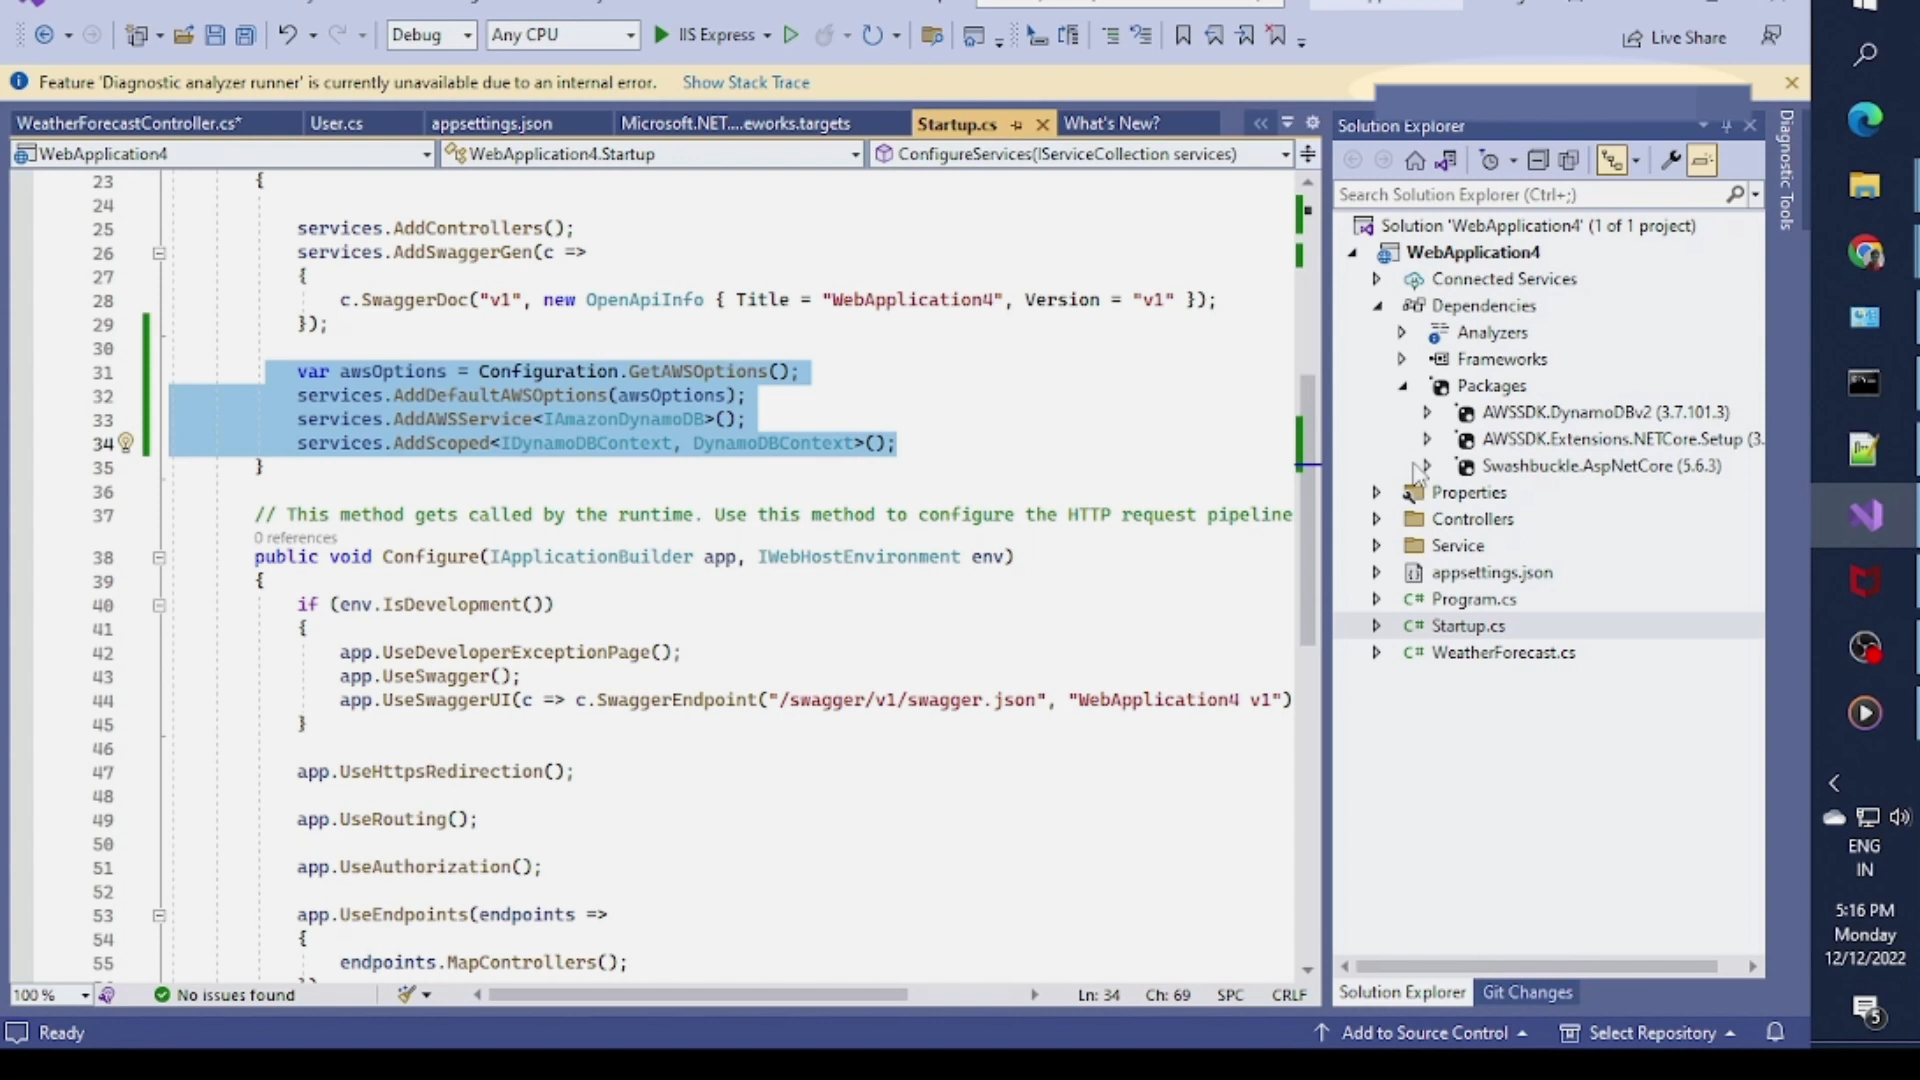 Debug
Any CPU
IIS Express
Live Share
Feature 'Diagnostic analyzer runner' is currently unavailable due to an internal error. Show Stack Trace
WeatherForecastController.cs* User.cs appsettings.json Microsoft.NET....eworks.targets Startup.cs What's New?
WebApplication4 WebApplication4.Startup ConfigureServices(IServiceCollection services)
23 {
24
25 services.AddControllers();
26 services.AddSwaggerGen(c =>
27 {
28 c.SwaggerDoc("v1", new OpenApiInfo { Title = "WebApplication4", Version = "v1" });
29 });
30
31 var awsOptions = Configuration.GetAWSOptions();
32 services.AddDefaultAWSOptions(awsOptions);
33 services.AddAWSService<IAmazonDynamoDB>();
34 services.AddScoped<IDynamoDBContext, DynamoDBContext>();
35 }
36
37 // This method gets called by the runtime. Use this method to configure the HTTP request pipeline
0 references
38 public void Configure(IApplicationBuilder app, IWebHostEnvironment env)
39 {
40 if (env.IsDevelopment())
41 {
42 app.UseDeveloperExceptionPage();
43 app.UseSwagger();
44 app.UseSwaggerUI(c => c.SwaggerEndpoint("/swagger/v1/swagger.json", "WebApplication4 v1")
45 }
46
47 app.UseHttpsRedirection();
48
49 app.UseRouting();
50
51 app.UseAuthorization();
52
53 app.UseEndpoints(endpoints =>
54 {
55 endpoints.MapControllers();
100 % No issues found Ln: 34 Ch: 69 SPC CRLF
Solution Explorer
Search Solution Explorer (Ctrl+;)
Solution 'WebApplication4' (1 of 1 project)
WebApplication4
Connected Services
Dependencies
Analyzers
Frameworks
Packages
AWSSDK.DynamoDBv2 (3.7.101.3)
AWSSDK.Extensions.NETCore.Setup (3.
Swashbuckle.AspNetCore (5.6.3)
Properties
Controllers
Service
appsettings.json
C# Program.cs
C# Startup.cs
C# WeatherForecast.cs
Solution Explorer Git Changes
Diagnostic Tools
Ready
Add to Source Control Select Repository
ENG
IN
5:16 PM
Monday
12/12/2022
5